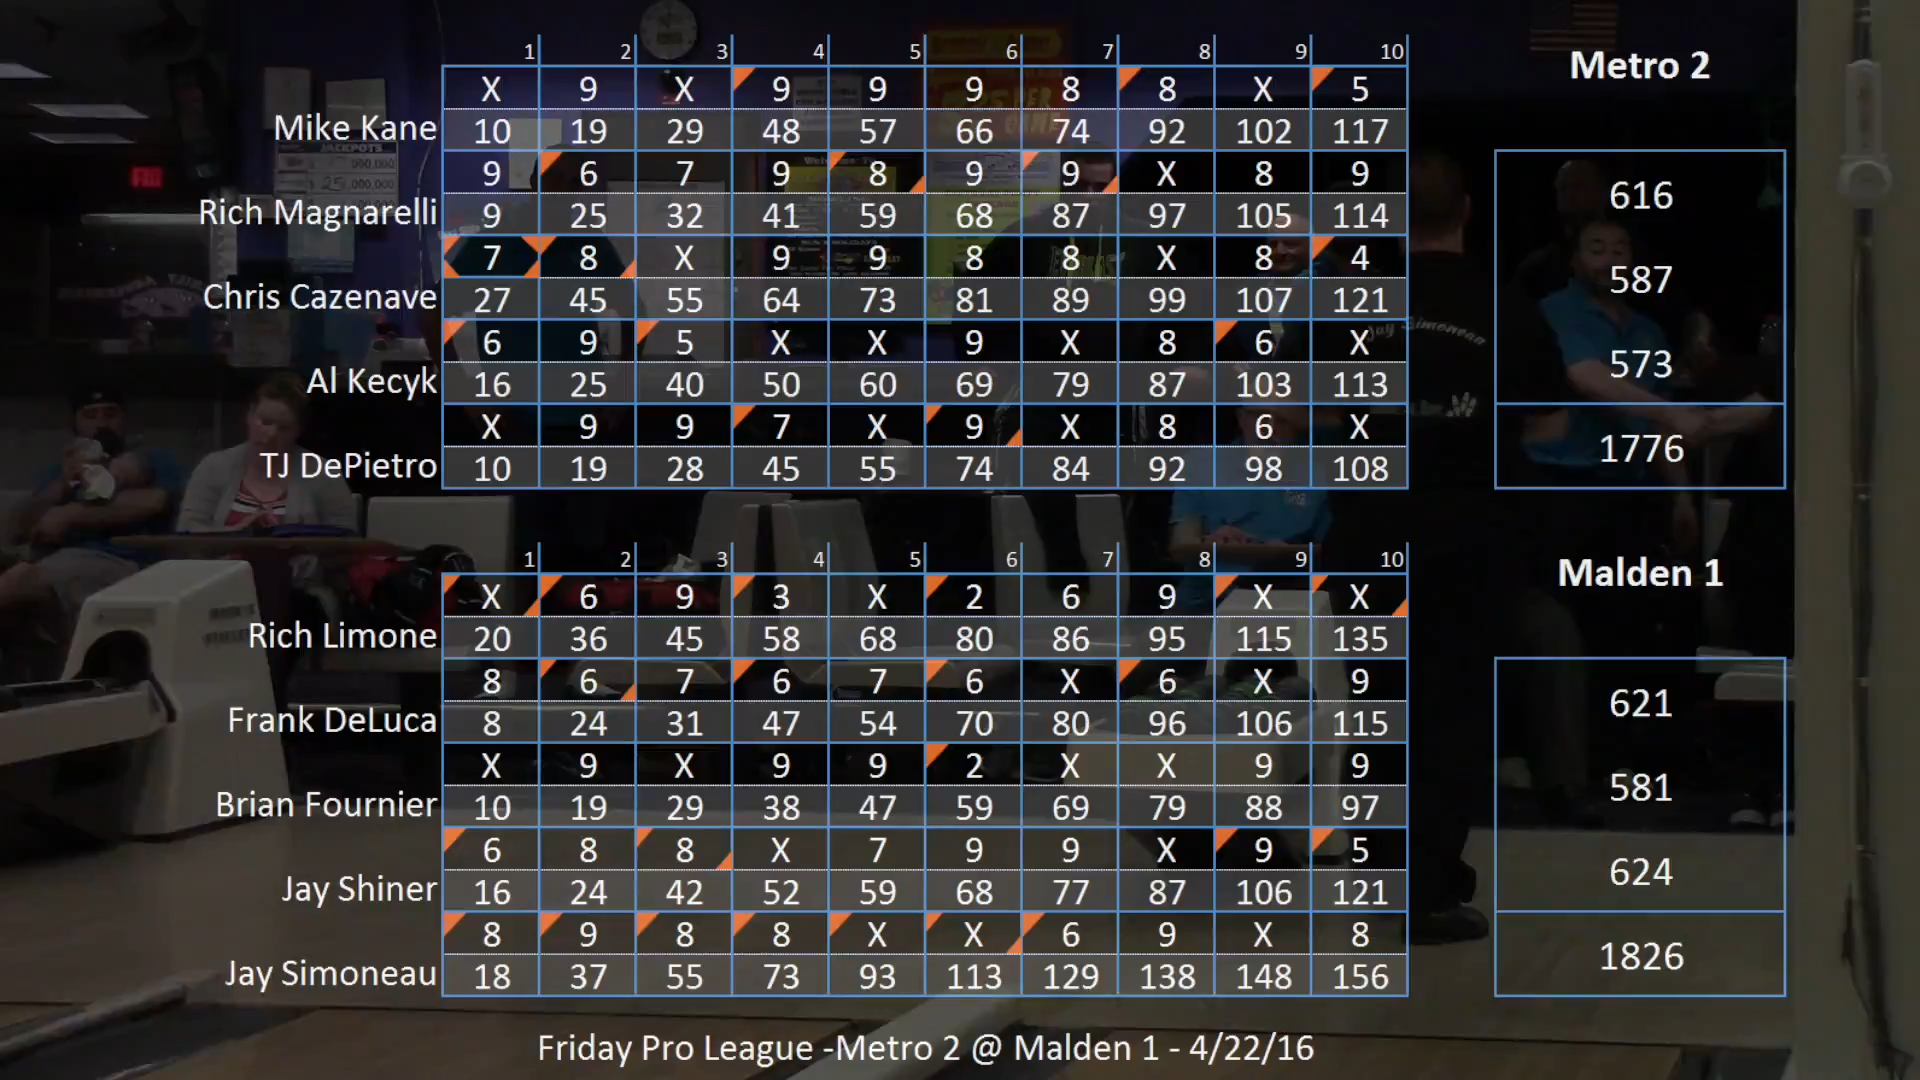 1 2 3 4 5 6 7 8 9 10
Metro 2
X 9 X 9 9 9 8 8 X 5
Mike Kane 10 19 29 48 57 66 74 92 102 117
9 6 7 9 8 9 9 X 8 9
616
Rich Magnarelli 9 25 32 41 59 68 87 97 105 114
7 8 X 9 9 8 8 X 8 4
587
Chris Cazenave 27 45 55 64 73 81 89 99 107 121
6 9 5 X X 9 X 8 6 X
573
Al Kecyk 16 25 40 50 60 69 79 87 103 113
X 9 9 7 X 9 X 8 6 X
1776
TJ DePietro 10 19 28 45 55 74 84 92 98 108
Jay Simoneau
JACKPOTS
1 2 3 4 5 6 7 8 9 10
Malden 1
X 6 9 3 X 2 6 9 X X
Rich Limone 20 36 45 58 68 80 86 95 115 135
8 6 7 6 7 6 X 6 X 9
621
Frank DeLuca 8 24 31 47 54 70 80 96 106 115
X 9 X 9 9 2 X X 9 9
581
Brian Fournier 10 19 29 38 47 59 69 79 88 97
6 8 8 X 7 9 9 X 9 5
624
Jay Shiner 16 24 42 52 59 68 77 87 106 121
8 9 8 8 X X 6 9 X 8
1826
Jay Simoneau 18 37 55 73 93 113 129 138 148 156
Friday Pro League -Metro 2 @ Malden 1 - 4/22/16